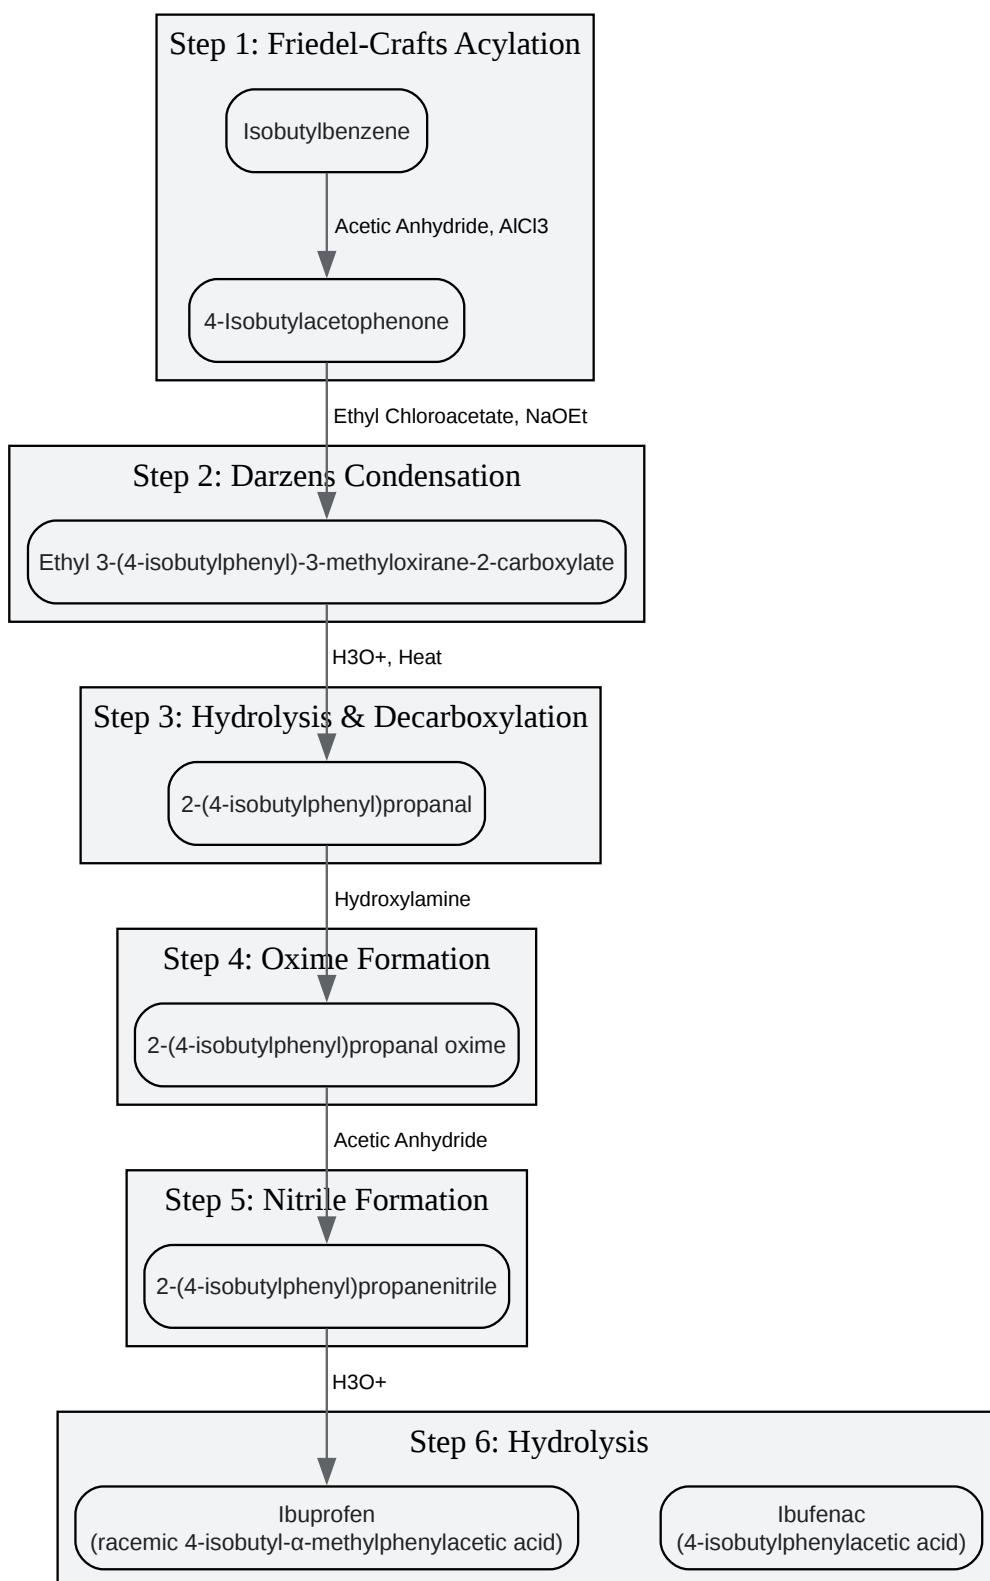 Step 1: Friedel-Crafts Acylation
Isobutylbenzene
Acetic Anhydride, AlCl3
4-Isobutylacetophenone
Ethyl Chloroacetate, NaOEt
Step 2: Darzens Condensation
Ethyl 3-(4-isobutylphenyl)-3-methyloxirane-2-carboxylate
H3O+, Heat
Step 3: Hydrolysis & Decarboxylation
2-(4-isobutylphenyl)propanal
Hydroxylamine
Step 4: Oxime Formation
2-(4-isobutylphenyl)propanal oxime
Acetic Anhydride
Step 5: Nitrile Formation
2-(4-isobutylphenyl)propanenitrile
H3O+
Step 6: Hydrolysis
Ibuprofen
(racemic 4-isobutyl-α-methylphenylacetic acid)
Ibufenac
(4-isobutylphenylacetic acid)